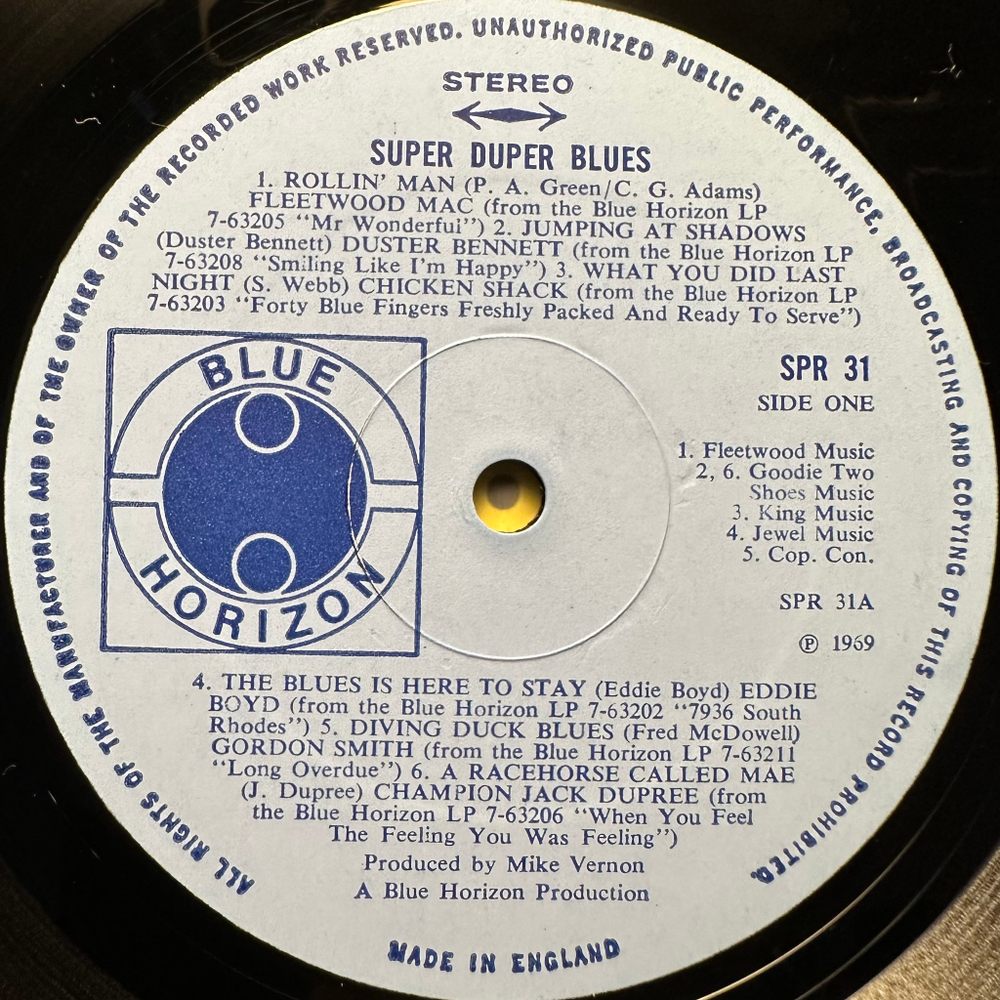 ALL RIGHTS OF THE MANUFACTURER AND OF THE OWNER OF THE RECORDED WORK RESERVED. UNAUTHORIZED PUBLIC PERFORMANCE, BROADCASTING AND COPYING OF THIS RECORD PROHIBITED.
STEREO
SUPER DUPER BLUES
1. ROLLIN' MAN (P. A. Green/C. G. Adams)
FLEETWOOD MAC (from the Blue Horizon LP
7-63205 “Mr Wonderful”) 2. JUMPING AT SHADOWS
(Duster Bennett) DUSTER BENNETT (from the Blue Horizon LP
7-63208 “Smiling Like I'm Happy”) 3. WHAT YOU DID LAST
NIGHT (S. Webb) CHICKEN SHACK (from the Blue Horizon LP
7-63203 “Forty Blue Fingers Freshly Packed And Ready To Serve”)
BLUE
HORIZON
SPR 31
SIDE ONE
1. Fleetwood Music
2, 6. Goodie Two
Shoes Music
3. King Music
4. Jewel Music
5. Cop. Con.
SPR 31A
℗ 1969
4. THE BLUES IS HERE TO STAY (Eddie Boyd) EDDIE
BOYD (from the Blue Horizon LP 7-63202 “7936 South
Rhodes”) 5. DIVING DUCK BLUES (Fred McDowell)
GORDON SMITH (from the Blue Horizon LP 7-63211
“Long Overdue”) 6. A RACEHORSE CALLED MAE
(J. Dupree) CHAMPION JACK DUPREE (from
the Blue Horizon LP 7-63206 “When You Feel
The Feeling You Was Feeling”)
Produced by Mike Vernon
A Blue Horizon Production
MADE IN ENGLAND